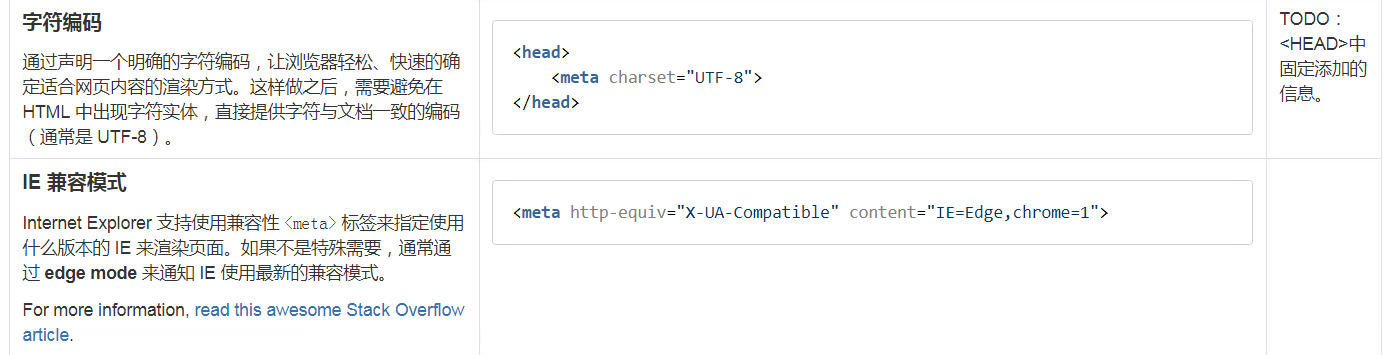 字符编码
通过声明一个明确的字符编码，让浏览器轻松、快速的确
定适合网页内容的渲染方式。这样做之后，需要避免在
HTML 中出现字符实体，直接提供字符与文档一致的编码
（通常是 UTF-8）。
<head>
    <meta charset="UTF-8">
</head>
TODO：
<HEAD>中
固定添加的
信息。
IE 兼容模式
Internet Explorer 支持使用兼容性 <meta> 标签来指定使用
什么版本的 IE 来渲染页面。如果不是特殊需要，通常通
过 edge mode 来通知 IE 使用最新的兼容模式。
For more information, read this awesome Stack Overflow
article.
<meta http-equiv="X-UA-Compatible" content="IE=Edge,chrome=1">